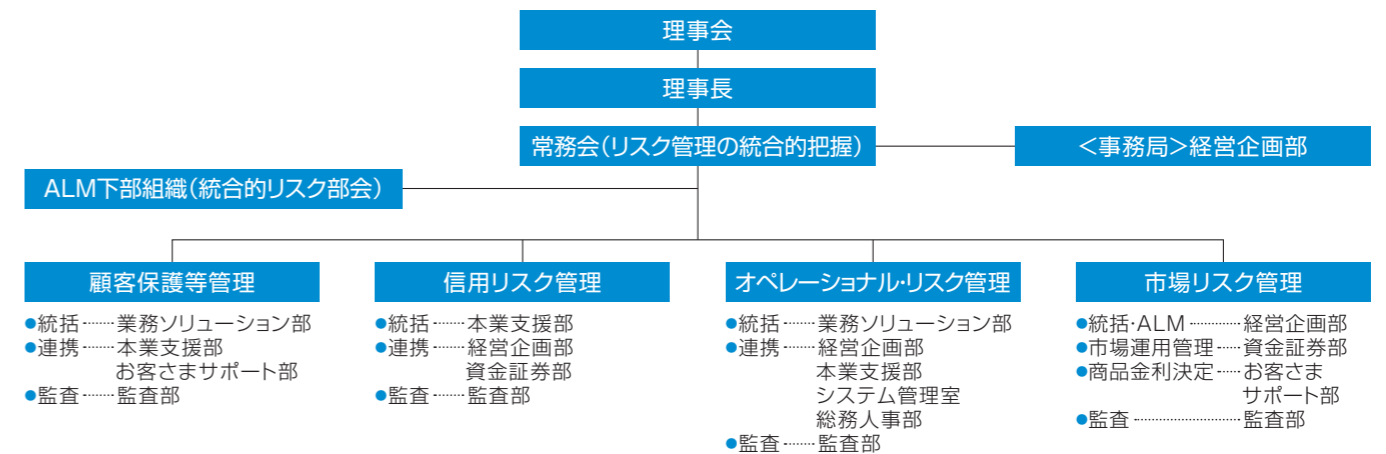 理事会
理事長
常務会(リスク管理の統合的把握)
<事務局>経営企画部
ALM下部組織(統合的リスク部会)
顧客保護等管理
●統括……業務ソリューション部
●連携……本業支援部
お客さまサポート部
●監査……監査部
信用リスク管理
●統括……本業支援部
●連携……経営企画部
資金証券部
●監査……監査部
オペレーショナル・リスク管理
●統括……業務ソリューション部
●連携……経営企画部
本業支援部
システム管理室
総務人事部
●監査……監査部
市場リスク管理
●統括・ALM…………経営企画部
●市場運用管理……資金証券部
●商品金利決定……お客さま
サポート部
●監査…………………監査部